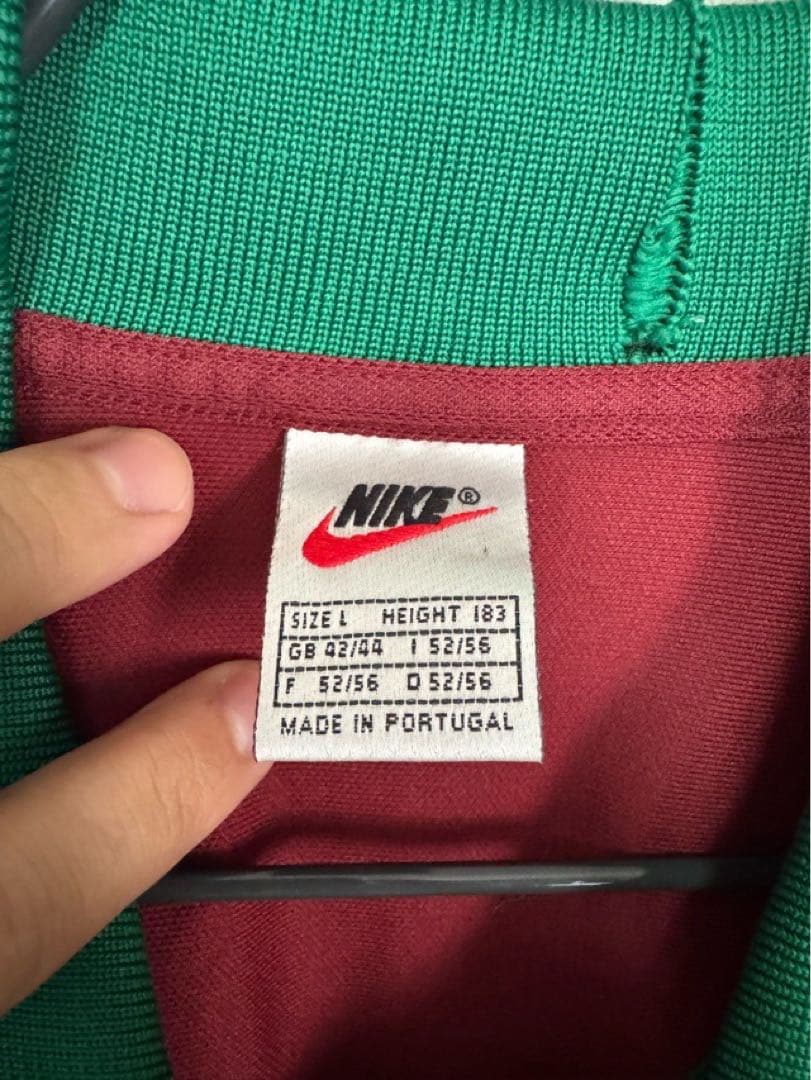 NIKE®
SIZE L HEIGHT 183
GB 42/44 I 52/56
F 52/56 D 52/56
MADE IN PORTUGAL